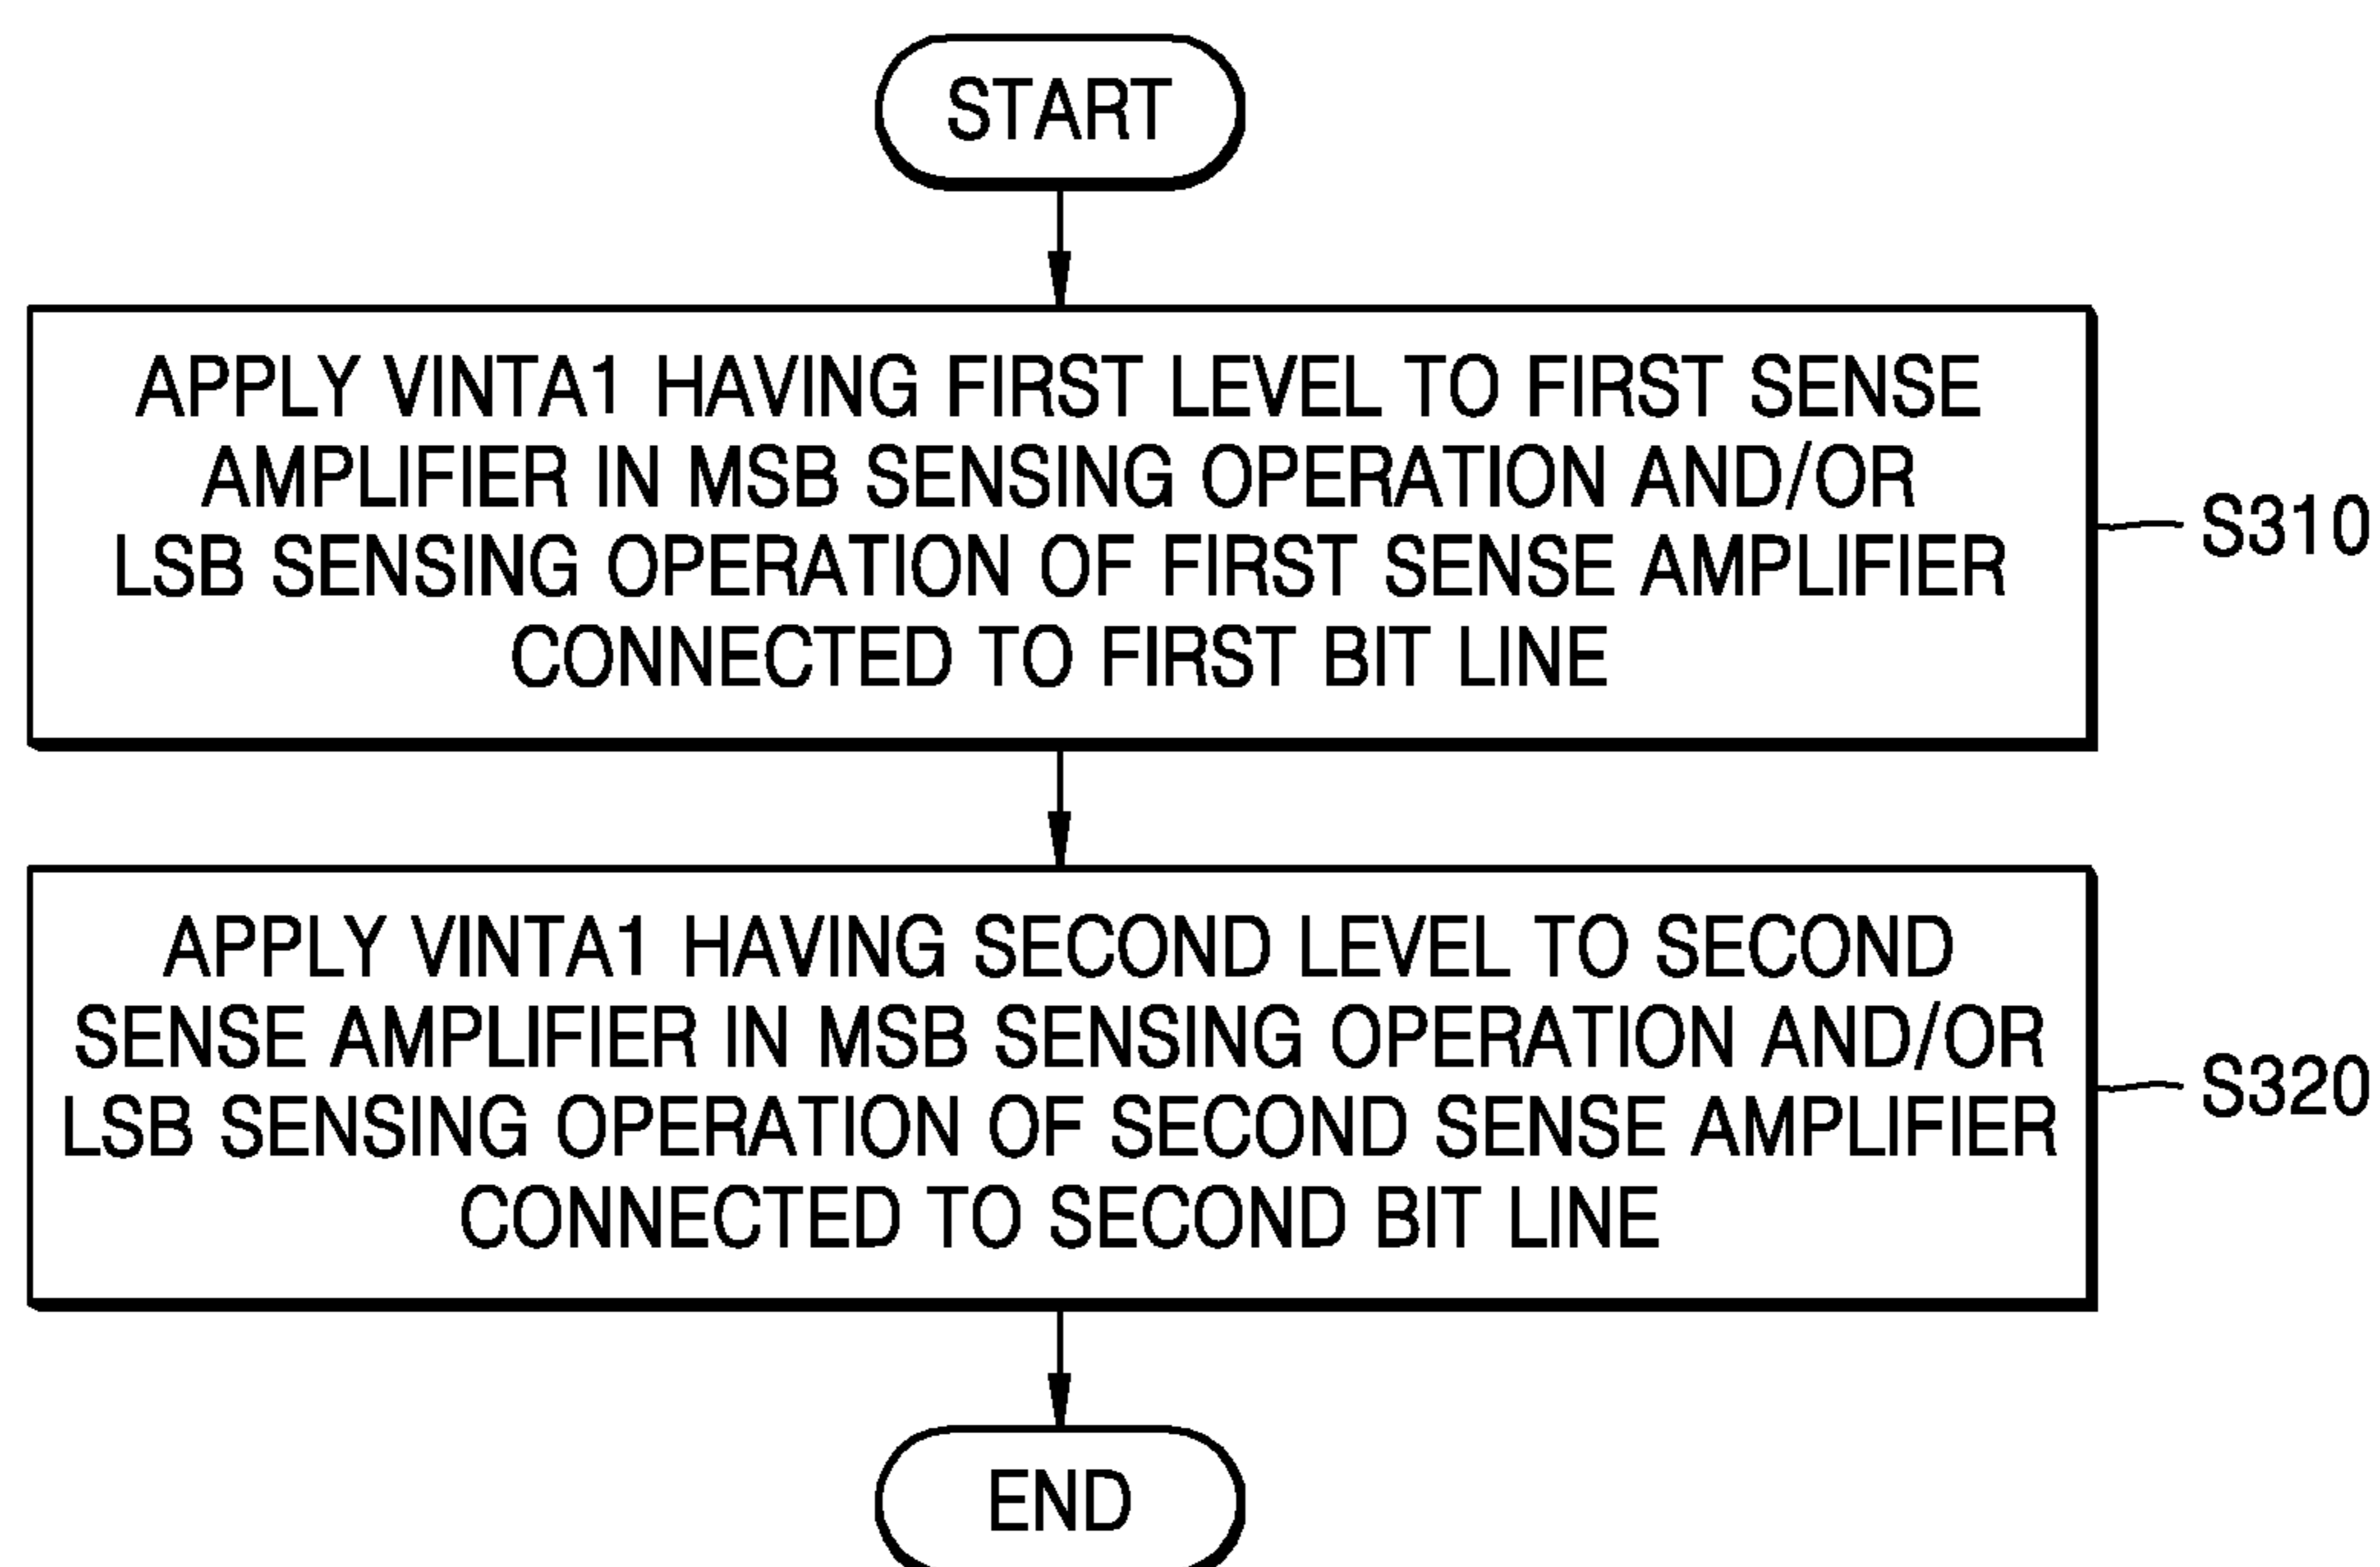 START
APPLY VINTA1 HAVING FIRST LEVEL TO FIRST SENSE
AMPLIFIER IN MSB SENSING OPERATION AND/OR
LSB SENSING OPERATION OF FIRST SENSE AMPLIFIER
CONNECTED TO FIRST BIT LINE
S310
APPLY VINTA1 HAVING SECOND LEVEL TO SECOND
SENSE AMPLIFIER IN MSB SENSING OPERATION AND/OR
LSB SENSING OPERATION OF SECOND SENSE AMPLIFIER
CONNECTED TO SECOND BIT LINE
S320
END